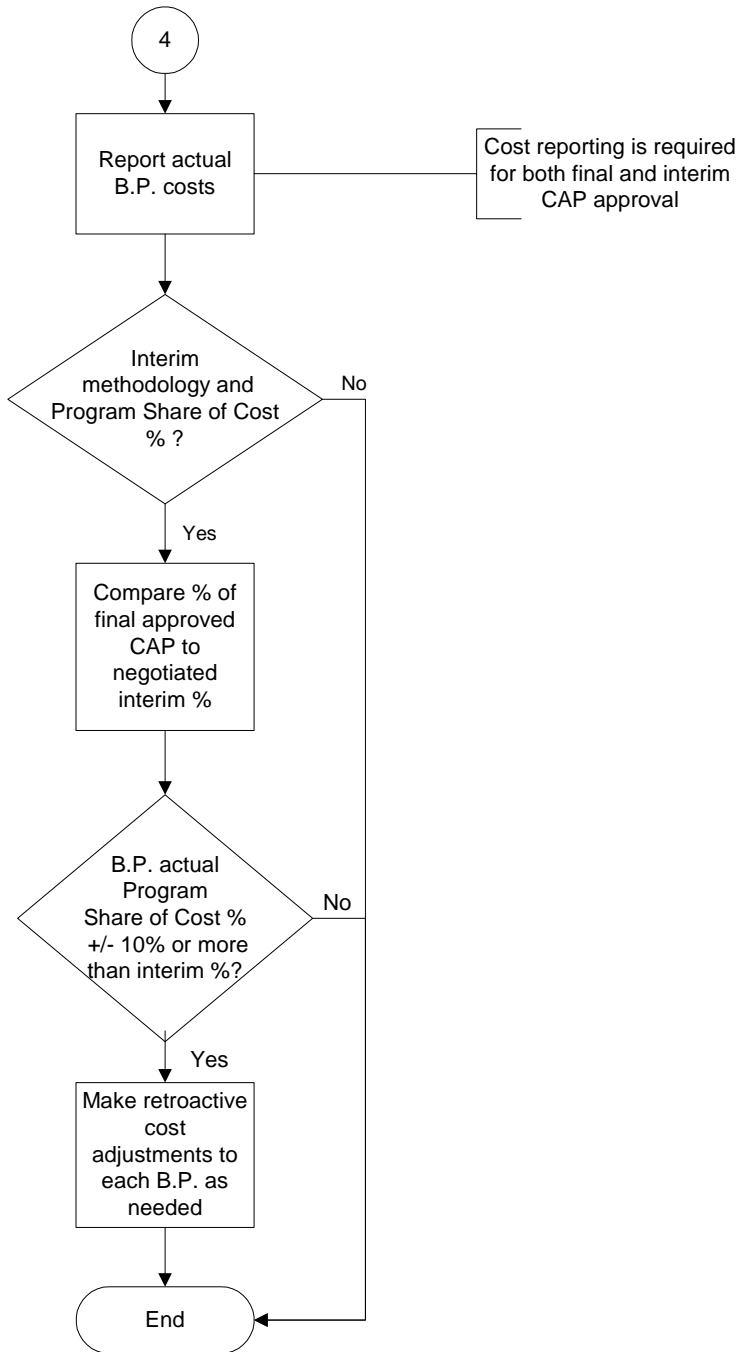 4
Report actual
B.P. costs
Cost reporting is required
for both final and interim
CAP approval
Interim
methodology and
Program Share of Cost
% ?
No
Yes
Compare % of
final approved
CAP to
negotiated
interim %
B.P. actual
Program
Share of Cost %
+/- 10% or more
than interim %?
No
Yes
Make retroactive
cost
adjustments to
each B.P. as
needed
End